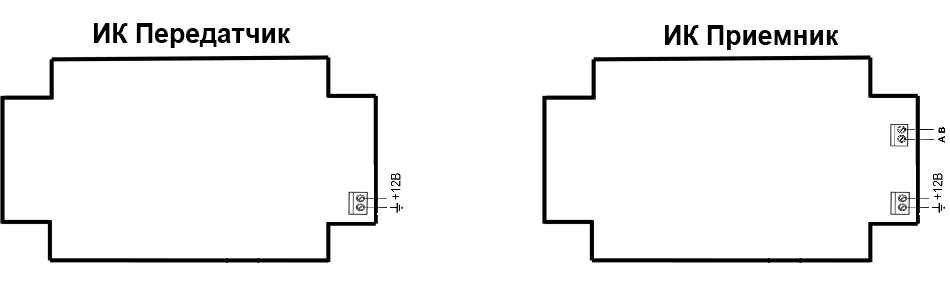 ИК Передатчик
ИК Приемник
А В
+12В
+12В